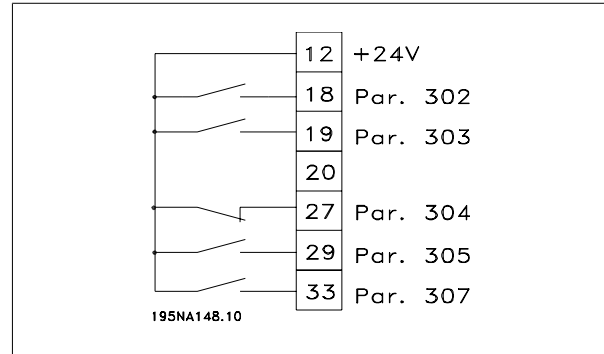 12 +24V
18 Par. 302
19 Par. 303
20
27 Par. 304
29 Par. 305
33 Par. 307
195NA148.10